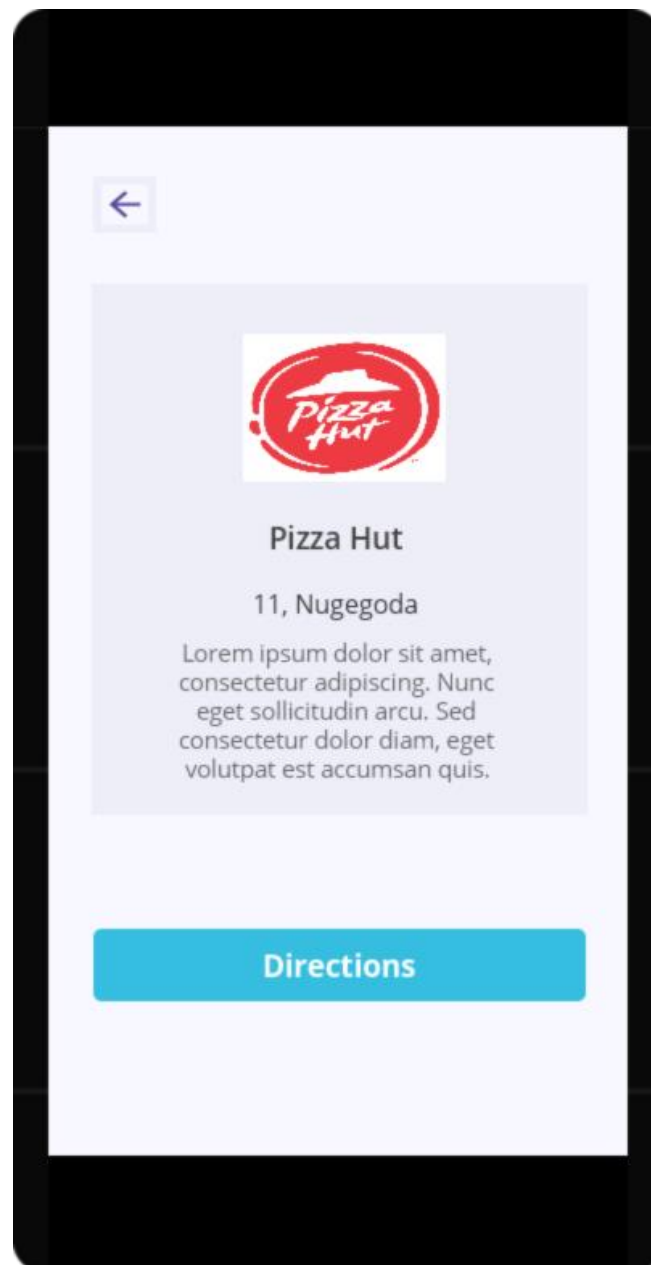 Pizza
Hut
Pizza Hut
11, Nugegoda
Lorem ipsum dolor sit amet,
consectetur adipiscing. Nunc
eget sollicitudin arcu. Sed
consectetur dolor diam, eget
volutpat est accumsan quis.
Directions